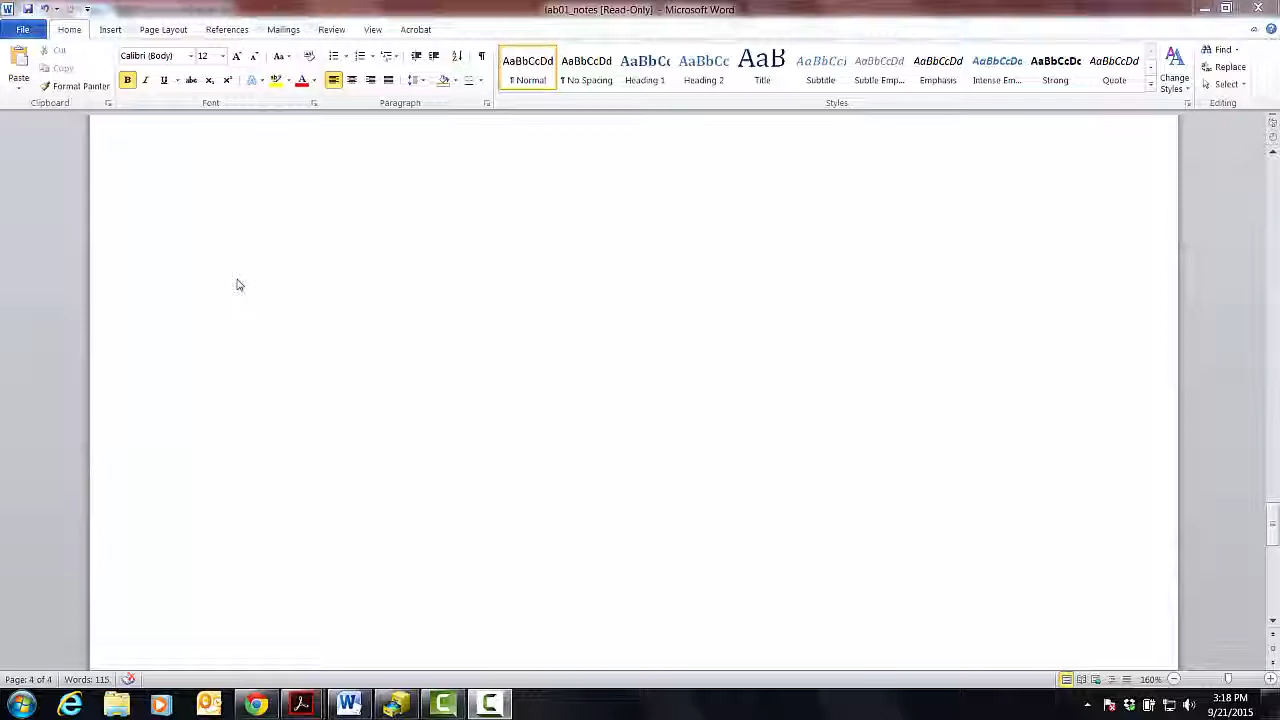 lab01_notes [Read-Only] - Microsoft Word
File Home Insert Page Layout References Mailings Review View Acrobat
Paste
Cut
Copy
Format Painter
Clipboard
Calibri (Body) 12
Font
Paragraph
AaBbCcDd AaBbCcDd AaBbCc AaBbCc AaB AaBbCc AaBbCcDd AaBbCcDd AaBbCcDc AaBbCcDc AaBbCcDd
¶ Normal ¶ No Spacing Heading 1 Heading 2 Title Subtitle Subtle Emp... Emphasis Intense Em... Strong Quote
Change Styles
Styles
Find
Replace
Select
Editing
Page: 4 of 4 Words: 115 160%
3:18 PM
9/21/2015